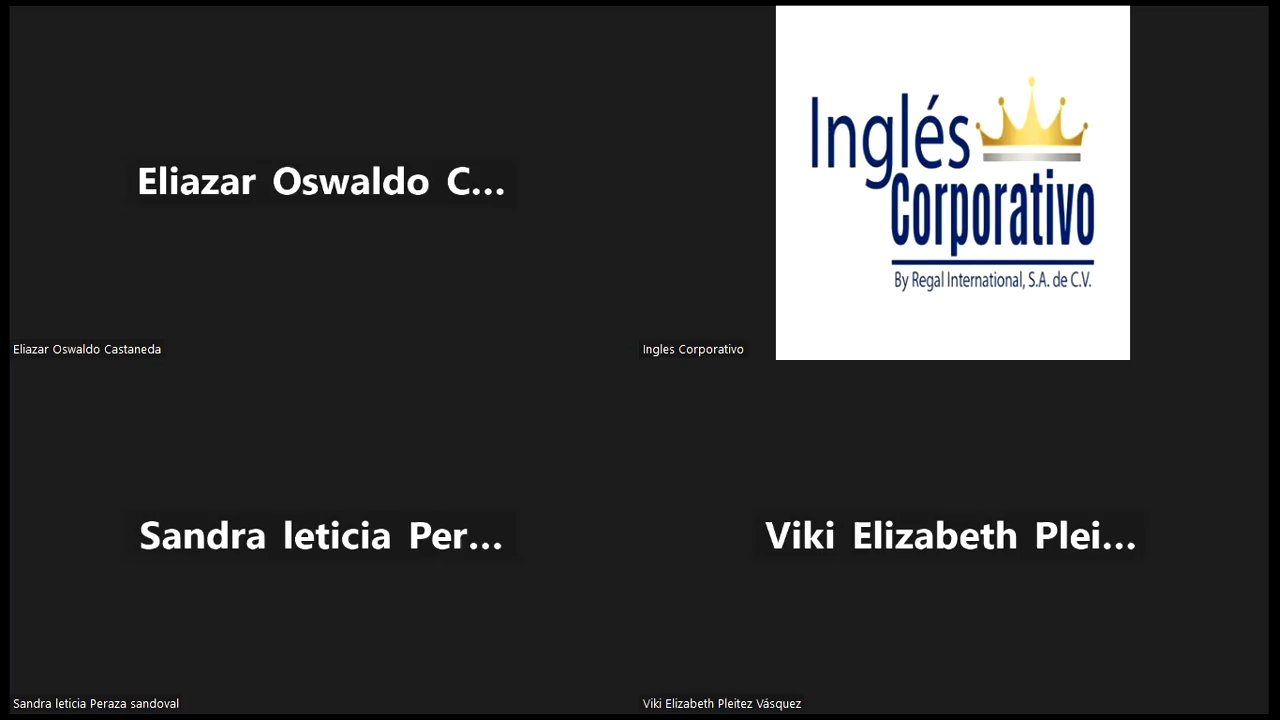 Eliazar Oswaldo C...
Eliazar Oswaldo Castaneda
Inglés
Corporativo
By Regal International, S.A. de C.V.
Ingles Corporativo
Sandra leticia Per...
Sandra leticia Peraza sandoval
Viki Elizabeth Plei...
Viki Elizabeth Pleitez Vásquez